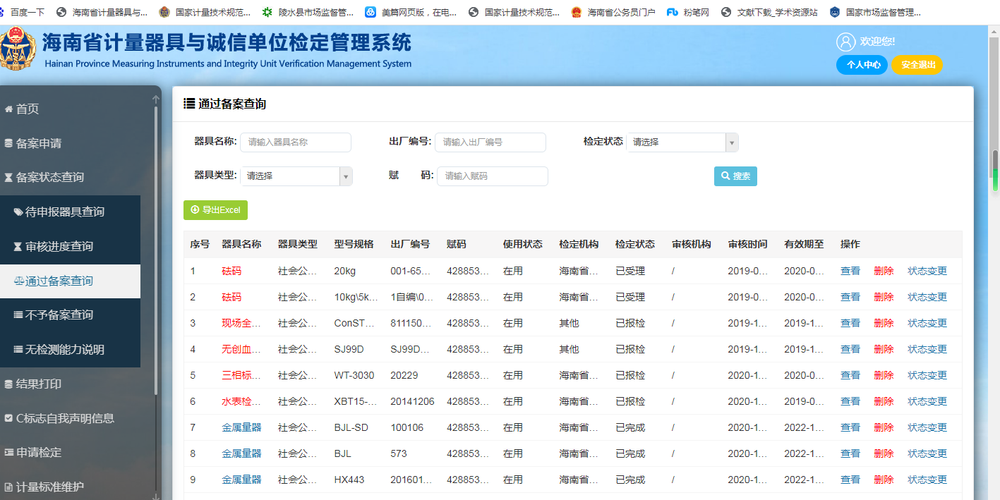 百度一下 海南省计量器具与... 国家计量技术规范... 陵水县市场监督管... 美篇网页版，在电... 国家计量技术规范... 海南省公务员门户 粉笔网 文献下载_学术资源站 国家市场监督管理...
海南省计量器具与诚信单位检定管理系统
Hainan Province Measuring Instruments and Integrity Unit Verification Management System
欢迎您!
个人中心 安全退出
首页
备案申请
备案状态查询
待申报器具查询
审核进度查询
通过备案查询
不予备案查询
无检测能力说明
结果打印
C标志自我声明信息
申请检定
计量标准维护
通过备案查询
器具名称: 请输入器具名称 出厂编号: 请输入出厂编号 检定状态 请选择
器具类型: 请选择 赋 码: 请输入赋码 搜索
导出Excel
序号 器具名称 器具类型 型号规格 出厂编号 赋码 使用状态 检定机构 检定状态 审核机构 审核时间 有效期至 操作
1 砝码 社会公... 20kg 001-65... 428853... 在用 海南省... 已受理 / 2019-0... 2020-0... 查看 删除 状态变更
2 砝码 社会公... 10kg\5k... 1自编\0... 428853... 在用 海南省... 已受理 / 2019-0... 2020-0... 查看 删除 状态变更
3 现场全... 社会公... ConST... 811150... 428853... 在用 其他 已报检 / 2019-1... 2019-1... 查看 删除 状态变更
4 无创血... 社会公... SJ99D SJ99D... 428853... 在用 其他 已报检 / 2019-1... 2019-1... 查看 删除 状态变更
5 三相标... 社会公... WT-3030 20229 428853... 在用 海南省... 已报检 / 2020-1... 2020-0... 查看 删除 状态变更
6 水表检... 社会公... XBT15-... 20141206 428853... 在用 海南省... 已报检 / 2020-1... 2019-0... 查看 删除 状态变更
7 金属量器 社会公... BJL-SD 100106 428853... 在用 海南省... 已完成 / 2020-1... 2022-1... 查看 删除 状态变更
8 金属量器 社会公... BJL 573 428853... 在用 海南省... 已完成 / 2020-1... 2022-1... 查看 删除 状态变更
9 金属量器 社会公... HX443 201601... 428853... 在用 海南省... 已完成 / 2020-1... 2022-1... 查看 删除 状态变更